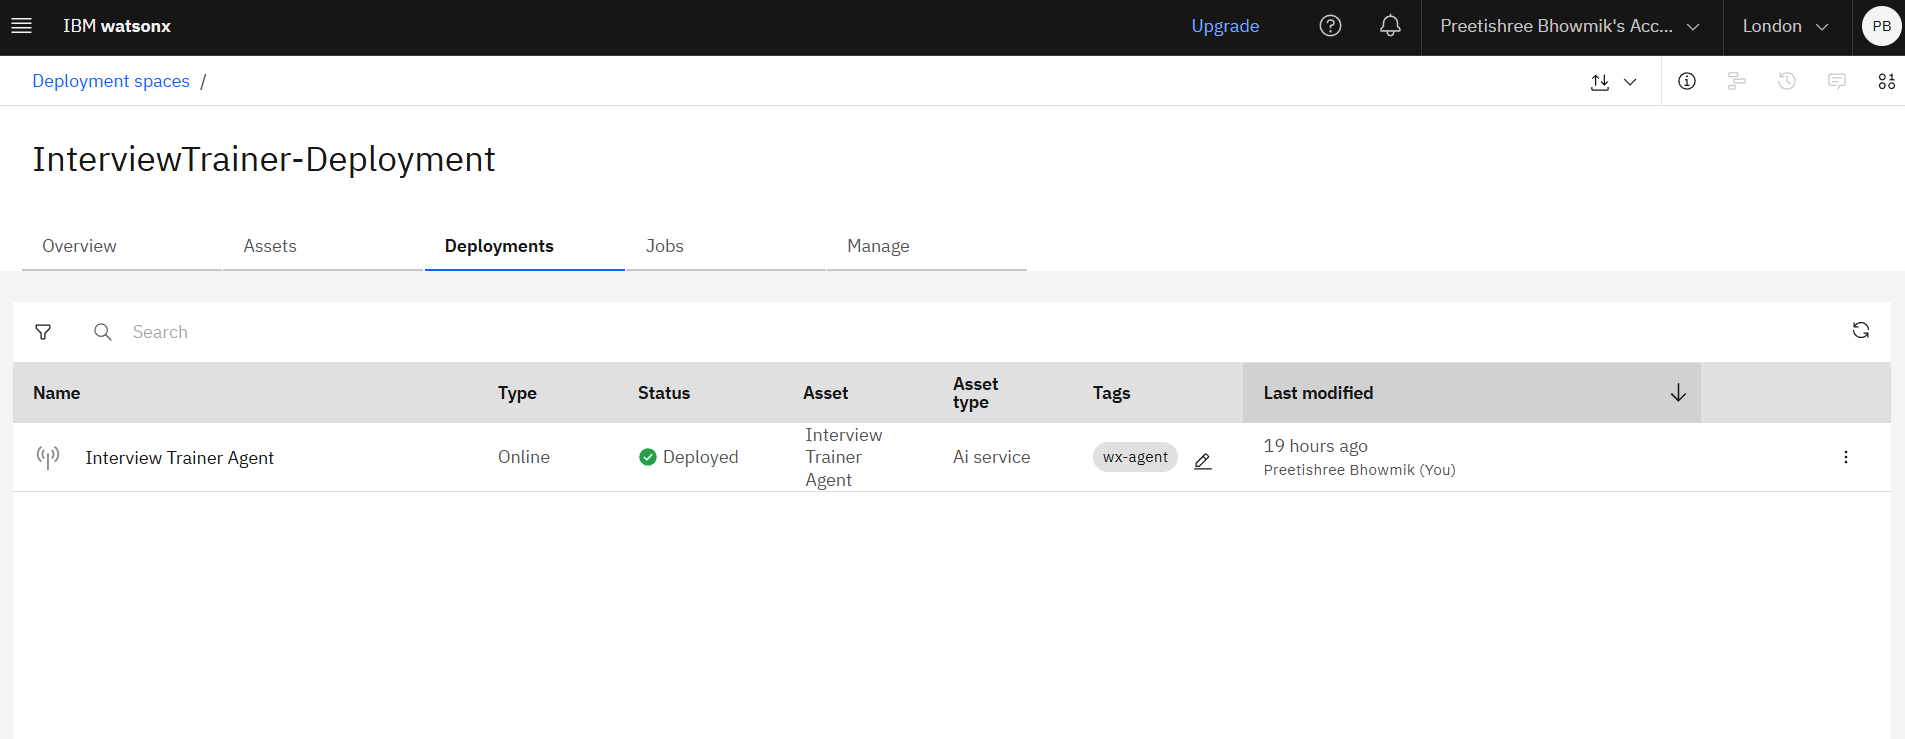 IBM watsonx
Upgrade
Preetishree Bhowmik's Acc...
London
PB
Deployment spaces /
InterviewTrainer-Deployment
Overview
Assets
Deployments
Jobs
Manage
Search
Name
Type
Status
Asset
Asset
type
Tags
Last modified
Interview Trainer Agent
Online
Deployed
Interview
Trainer
Agent
Ai service
wx-agent
19 hours ago
Preetishree Bhowmik (You)